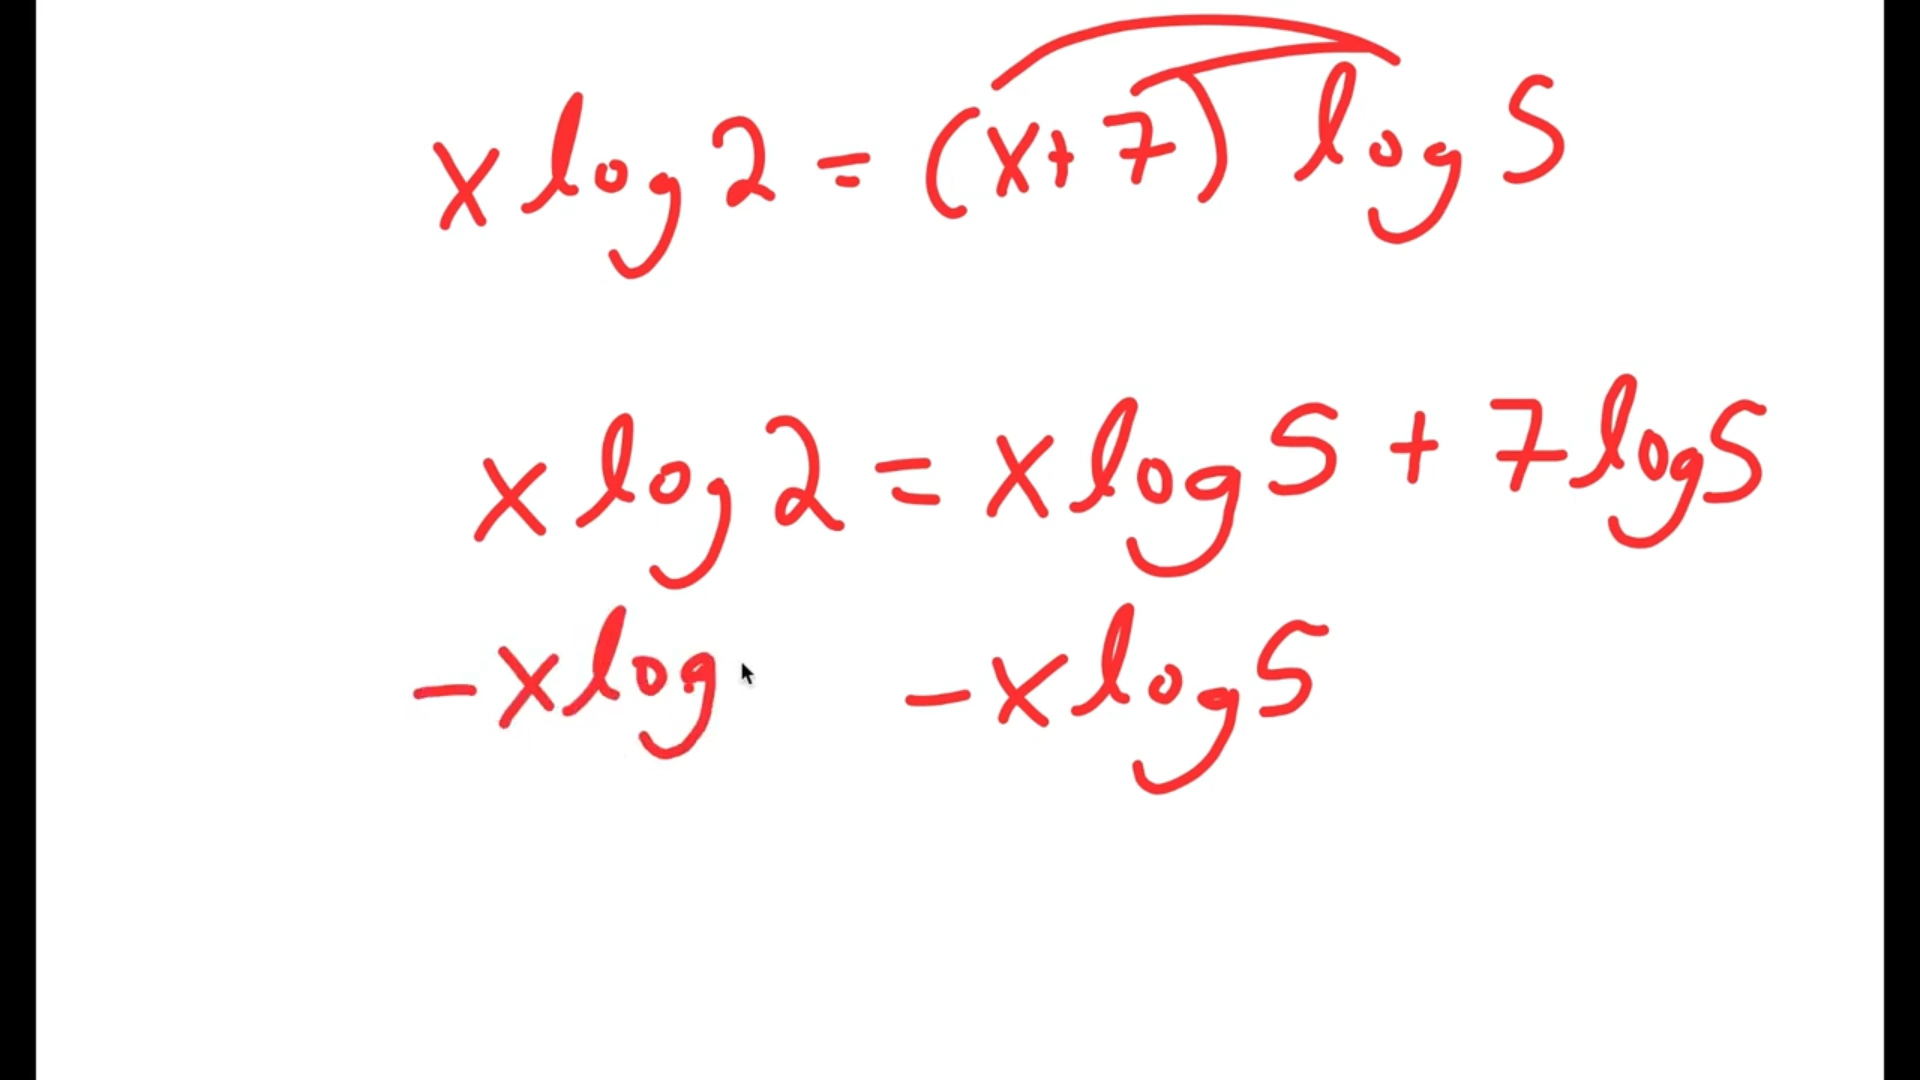 x log 2 = (x+7) log 5
x log 2 = x log 5 + 7 log 5
-x log -x log 5